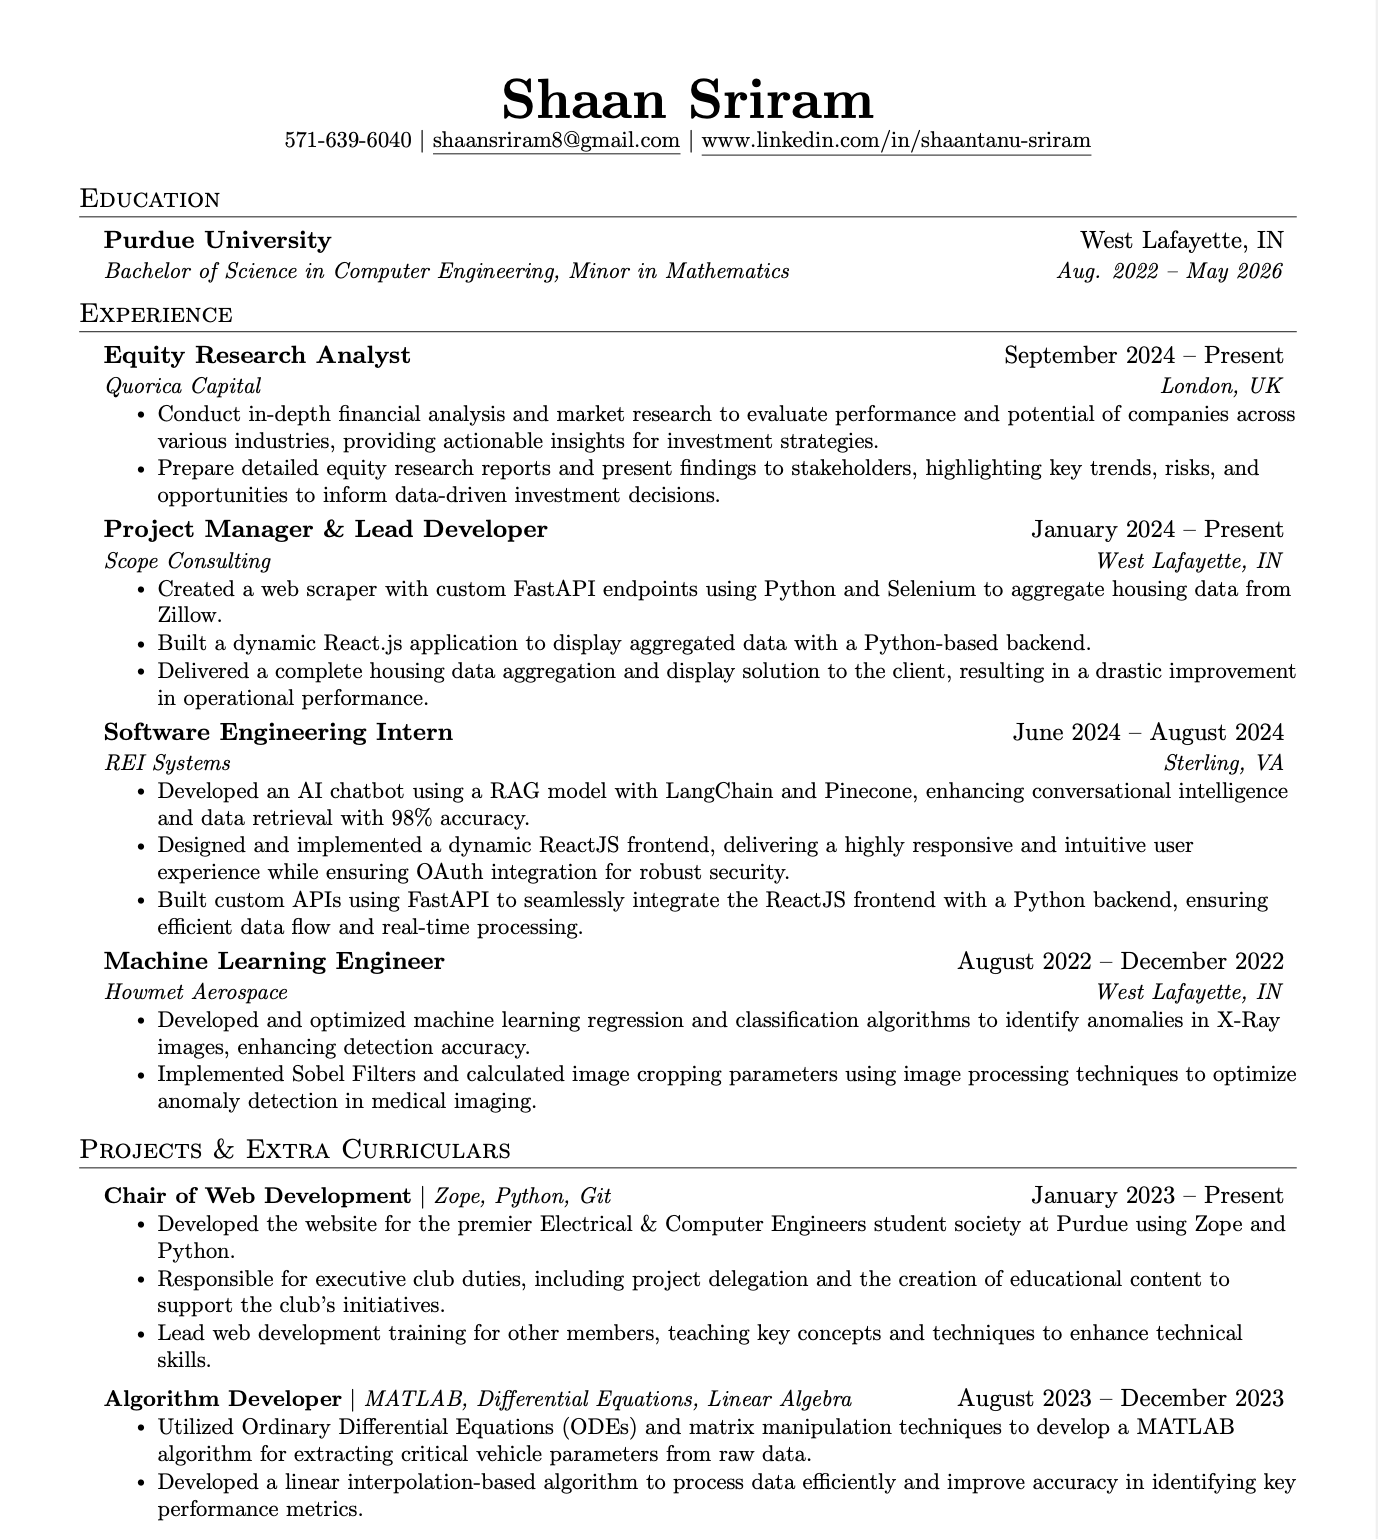 Shaan Sriram
571-639-6040 | shaansriram8@gmail.com | www.linkedin.com/in/shaantanu-sriram
Education
Purdue University West Lafayette, IN
Bachelor of Science in Computer Engineering, Minor in Mathematics Aug. 2022 – May 2026
Experience
Equity Research Analyst September 2024 – Present
Quorica Capital London, UK
• Conduct in-depth financial analysis and market research to evaluate performance and potential of companies across
various industries, providing actionable insights for investment strategies.
• Prepare detailed equity research reports and present findings to stakeholders, highlighting key trends, risks, and
opportunities to inform data-driven investment decisions.
Project Manager & Lead Developer January 2024 – Present
Scope Consulting West Lafayette, IN
• Created a web scraper with custom FastAPI endpoints using Python and Selenium to aggregate housing data from
Zillow.
• Built a dynamic React.js application to display aggregated data with a Python-based backend.
• Delivered a complete housing data aggregation and display solution to the client, resulting in a drastic improvement
in operational performance.
Software Engineering Intern June 2024 – August 2024
REI Systems Sterling, VA
• Developed an AI chatbot using a RAG model with LangChain and Pinecone, enhancing conversational intelligence
and data retrieval with 98% accuracy.
• Designed and implemented a dynamic ReactJS frontend, delivering a highly responsive and intuitive user
experience while ensuring OAuth integration for robust security.
• Built custom APIs using FastAPI to seamlessly integrate the ReactJS frontend with a Python backend, ensuring
efficient data flow and real-time processing.
Machine Learning Engineer August 2022 – December 2022
Howmet Aerospace West Lafayette, IN
• Developed and optimized machine learning regression and classification algorithms to identify anomalies in X-Ray
images, enhancing detection accuracy.
• Implemented Sobel Filters and calculated image cropping parameters using image processing techniques to optimize
anomaly detection in medical imaging.
Projects & Extra Curriculars
Chair of Web Development | Zope, Python, Git January 2023 – Present
• Developed the website for the premier Electrical & Computer Engineers student society at Purdue using Zope and
Python.
• Responsible for executive club duties, including project delegation and the creation of educational content to
support the club's initiatives.
• Lead web development training for other members, teaching key concepts and techniques to enhance technical
skills.
Algorithm Developer | MATLAB, Differential Equations, Linear Algebra August 2023 – December 2023
• Utilized Ordinary Differential Equations (ODEs) and matrix manipulation techniques to develop a MATLAB
algorithm for extracting critical vehicle parameters from raw data.
• Developed a linear interpolation-based algorithm to process data efficiently and improve accuracy in identifying key
performance metrics.